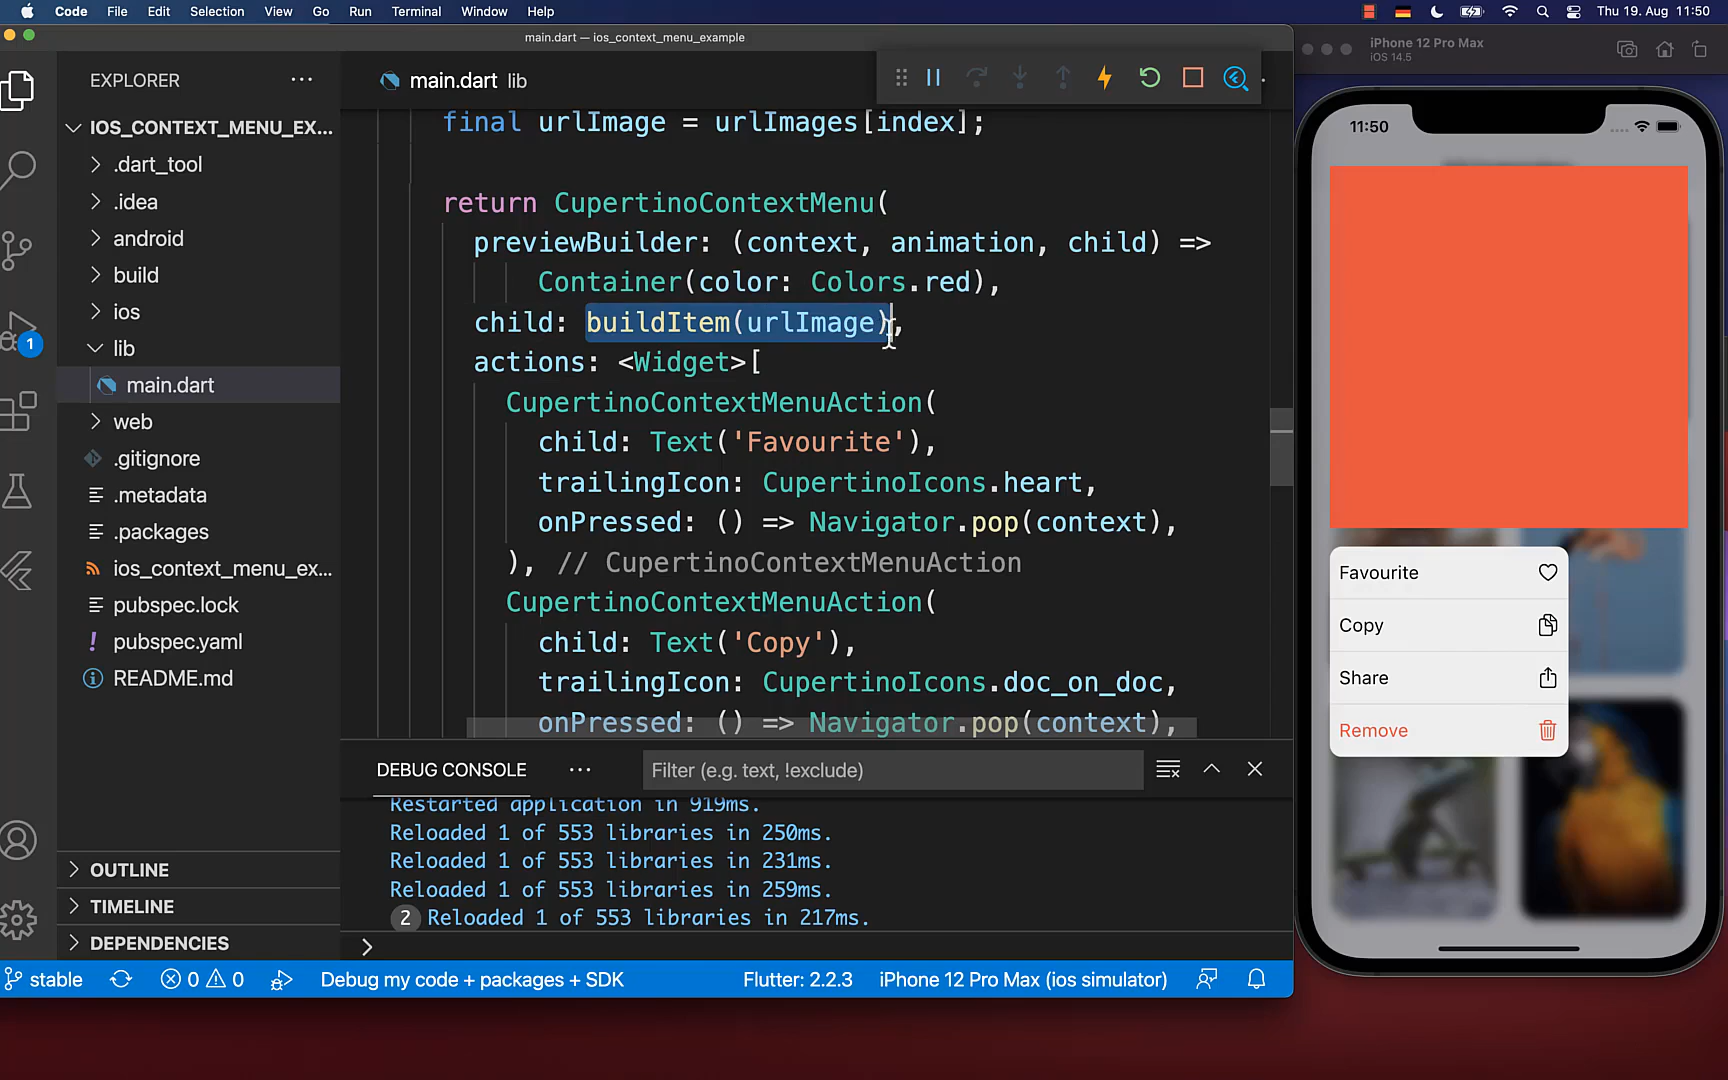 Code File Edit Selection View Go Run Terminal Window Help
Thu 19. Aug 11:50
main.dart — ios_context_menu_example
EXPLORER
IOS_CONTEXT_MENU_EX...
.dart_tool
.idea
android
build
ios
lib
main.dart
web
.gitignore
.metadata
.packages
ios_context_menu_ex...
pubspec.lock
pubspec.yaml
README.md
OUTLINE
TIMELINE
DEPENDENCIES
1
main.dart lib
final urlImage = urlImages[index];
return CupertinoContextMenu(
previewBuilder: (context, animation, child) =>
Container(color: Colors.red),
child: buildItem(urlImage),
actions: <Widget>[
CupertinoContextMenuAction(
child: Text('Favourite'),
trailingIcon: CupertinoIcons.heart,
onPressed: () => Navigator.pop(context),
), // CupertinoContextMenuAction
CupertinoContextMenuAction(
child: Text('Copy'),
trailingIcon: CupertinoIcons.doc_on_doc,
onPressed: () => Navigator.pop(context),
DEBUG CONSOLE
Filter (e.g. text, !exclude)
Restarted application in 919ms.
Reloaded 1 of 553 libraries in 250ms.
Reloaded 1 of 553 libraries in 231ms.
Reloaded 1 of 553 libraries in 259ms.
2 Reloaded 1 of 553 libraries in 217ms.
stable
0 0
Debug my code + packages + SDK
Flutter: 2.2.3
iPhone 12 Pro Max (ios simulator)
iPhone 12 Pro Max
iOS 14.5
11:50
Favourite
Copy
Share
Remove